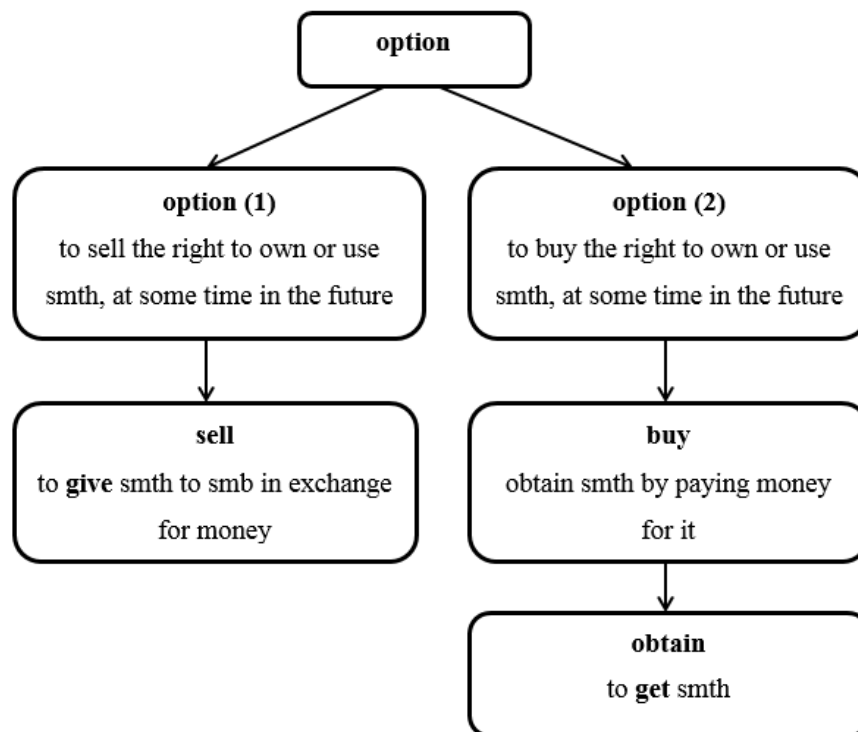 option
option (1)
to sell the right to own or use
smth, at some time in the future
option (2)
to buy the right to own or use
smth, at some time in the future
sell
to give smth to smb in exchange
for money
buy
obtain smth by paying money
for it
obtain
to get smth